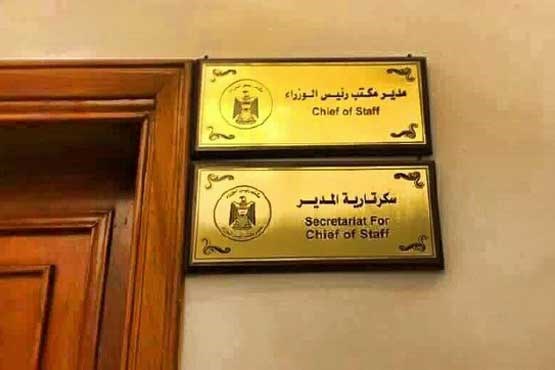 مدير مكتب رئيس الوزراء
Chief of Staff
سكرتارية المدير
Secretariat For
Chief of Staff